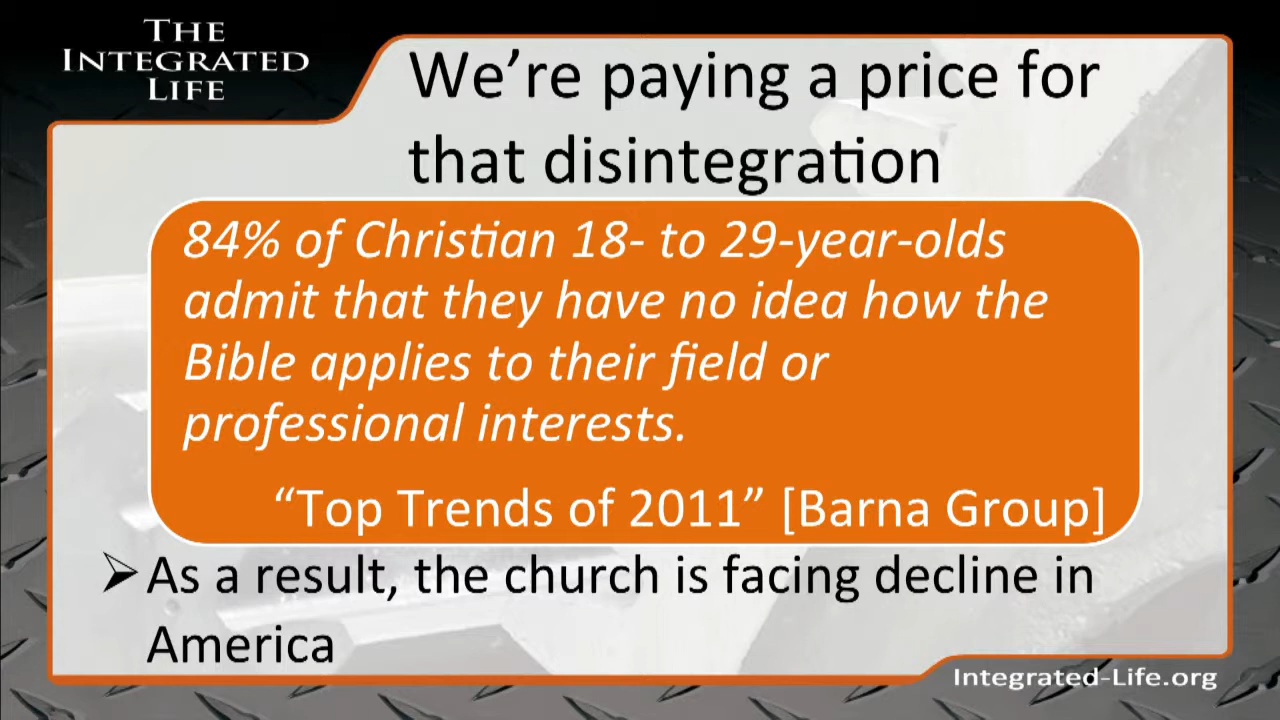 THE
INTEGRATED
LIFE
We’re paying a price for
that disintegration
84% of Christian 18- to 29-year-olds
admit that they have no idea how the
Bible applies to their field or
professional interests.
“Top Trends of 2011” [Barna Group]
➢As a result, the church is facing decline in
America
Integrated-Life.org